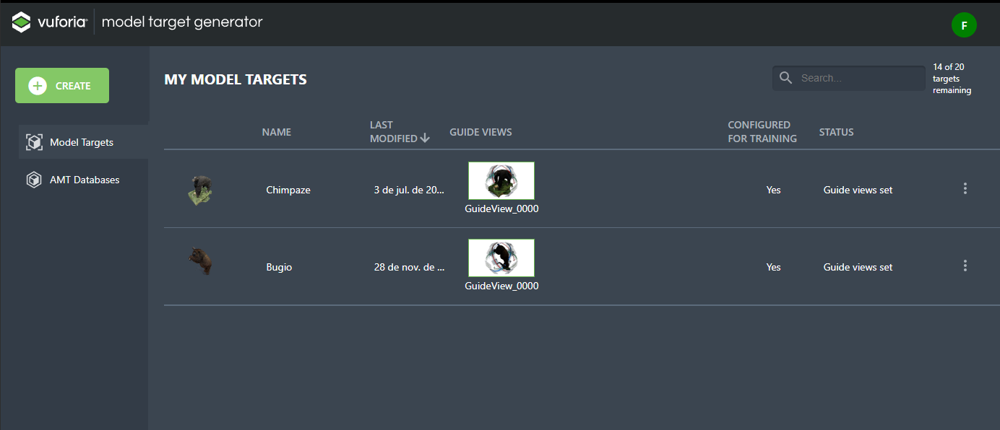 vuforia® | model target generator
F
CREATE
Model Targets
AMT Databases
MY MODEL TARGETS
Search...
14 of 20
targets
remaining
NAME
LAST
MODIFIED
GUIDE VIEWS
CONFIGURED
FOR TRAINING
STATUS
Chimpaze
3 de jul. de 20...
GuideView_0000
Yes
Guide views set
Bugio
28 de nov. de ...
GuideView_0000
Yes
Guide views set